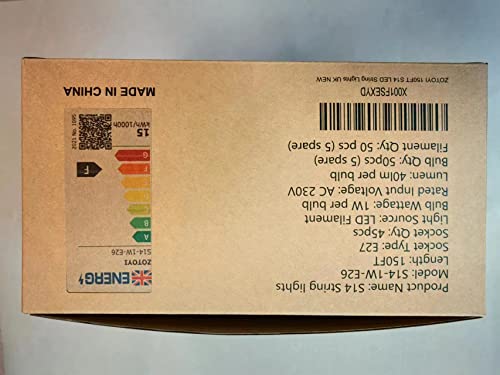 Product Name: S14 String lights
Model: S14-1W-E26
Length: 150FT
Socket Type: E27
Socket Qty: 45pcs
Light Source: LED Filament
Bulb Wattage: 1W per bulb
Rated Input Voltage: AC 230V
Lumen: 40lm per bulb
Bulb Qty: 50pcs (5 spare)
Filament Qty: 50 pcs (5 spare)
X001FSEXYD
ZOTOYI 150FT S14 LED String Lights UK NEW
ENERG
ZOTOYI
S14-1W-E26
A
B
C
D
E
F
G
F
15
kWh/1000h
MADE IN CHINA